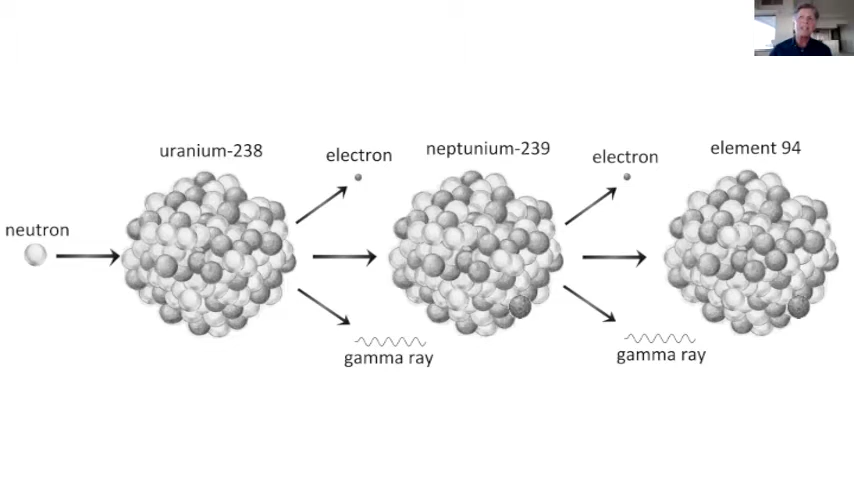 uranium-238
electron
neptunium-239
electron
element 94
neutron
gamma ray
gamma ray